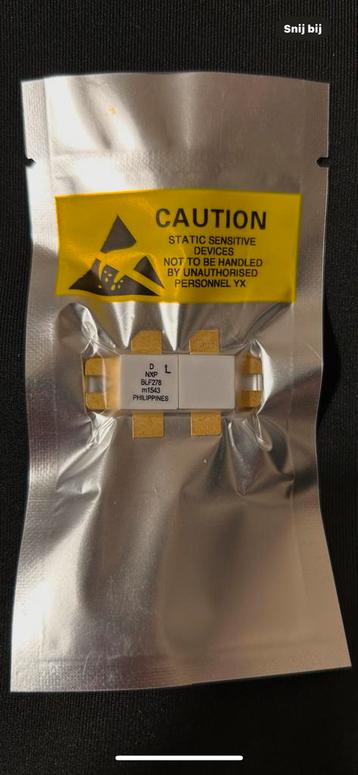 Snij bij
CAUTION
STATIC SENSITIVE
DEVICES
NOT TO BE HANDLED
BY UNAUTHORISED
PERSONNEL YX
D L
NXP
BLF278
m1543
PHILIPPINES